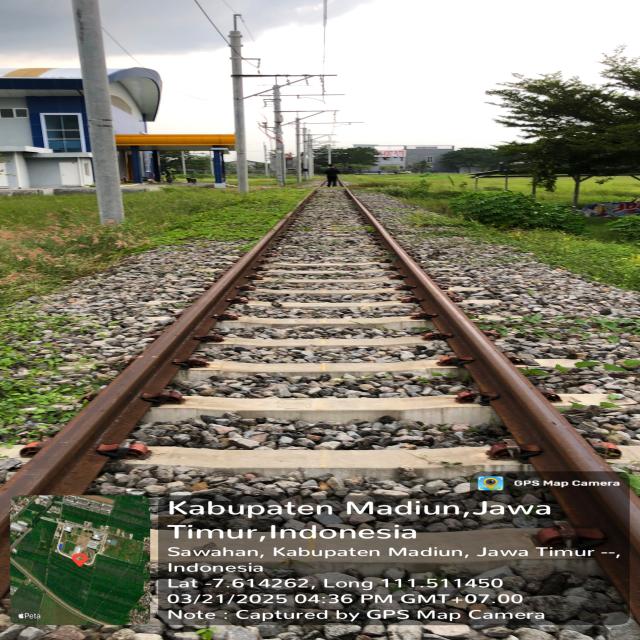 GPS Map Camera
Kabupaten Madiun,Jawa
Timur,Indonesia
Sawahan, Kabupaten Madiun, Jawa Timur --,
Indonesia
Lat -7.614262, Long 111.511450
03/21/2025 04:36 PM GMT+07.00
Note : Captured by GPS Map Camera
Peta